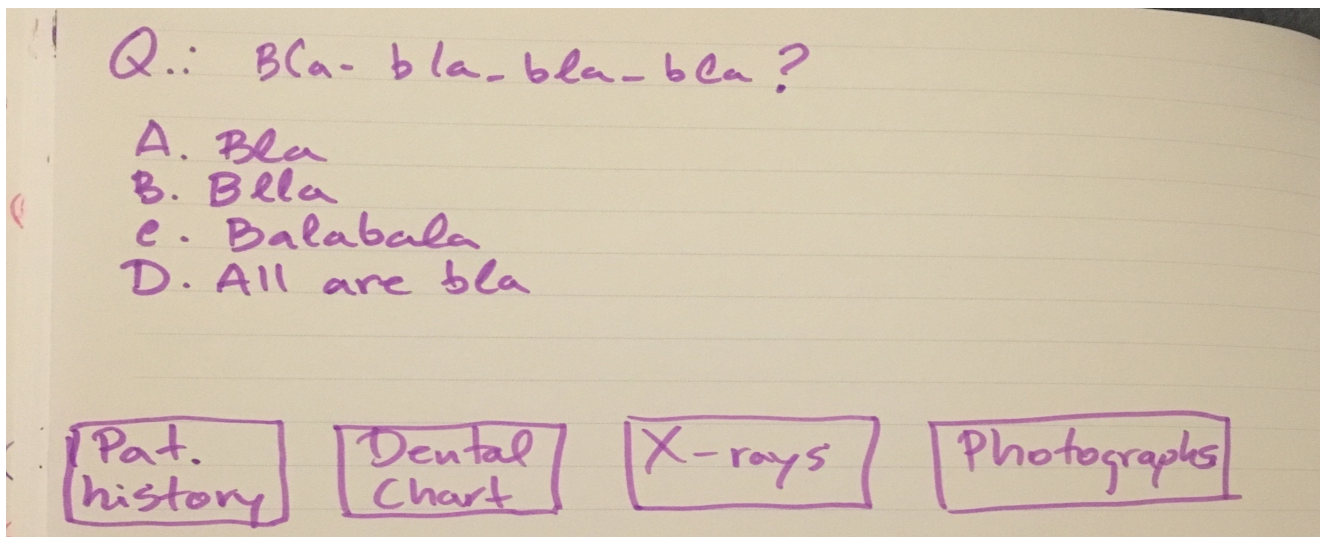 Q.: Bla- bla- bla- bla ?
A. Bla
B. Blla
C. Balabala
D. All are bla
Pat. history
Dental Chart
X-rays
Photographs